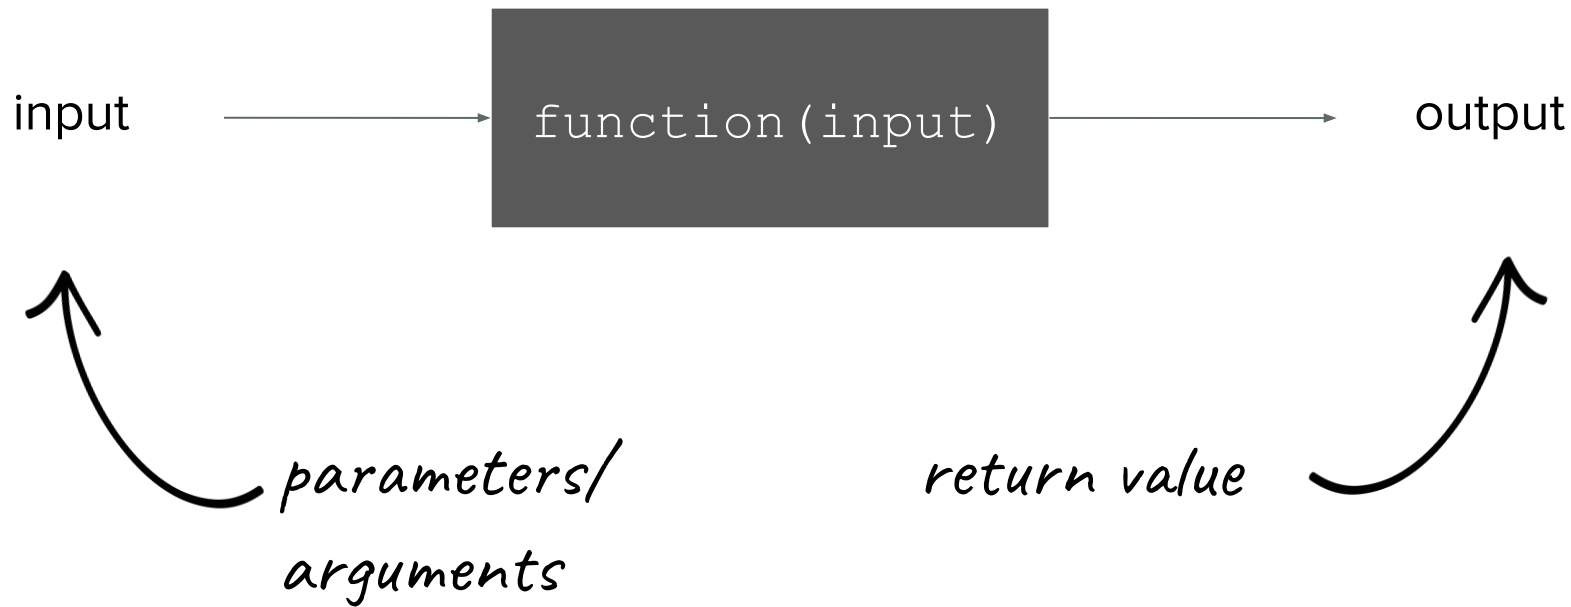 input
function(input)
output
parameters/
arguments
return value